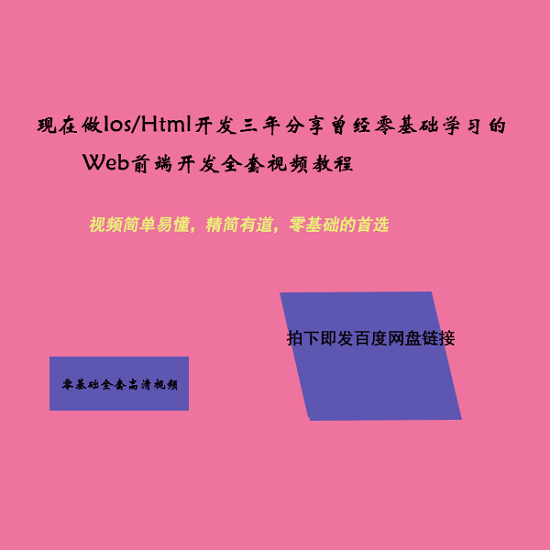 现在做Ios/Html开发三年分享曾经零基础学习的
Web前端开发全套视频教程
视频简单易懂，精简有道，零基础的首选
拍下即发百度网盘链接
零基础全套高清视频